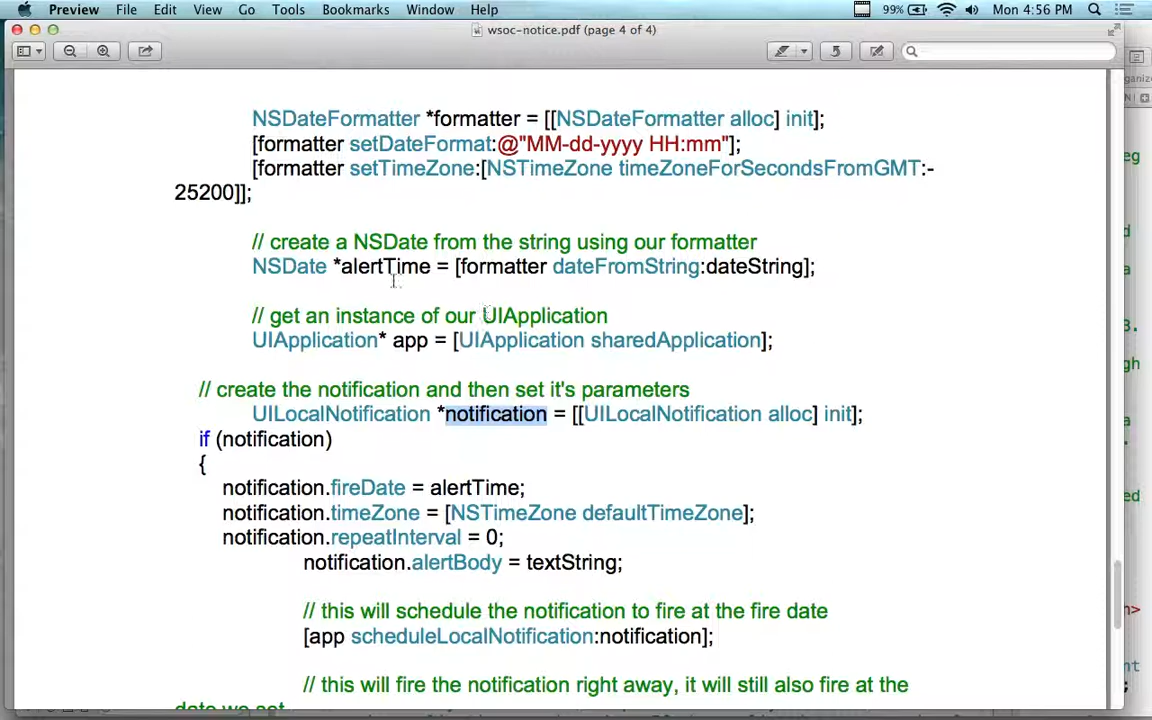 Preview File Edit View Go Tools Bookmarks Window Help 99% Mon 4:56 PM
wsoc-notice.pdf (page 4 of 4)
NSDateFormatter *formatter = [[NSDateFormatter alloc] init];
[formatter setDateFormat:@"MM-dd-yyyy HH:mm"];
[formatter setTimeZone:[NSTimeZone timeZoneForSecondsFromGMT:-
25200]];
// create a NSDate from the string using our formatter
NSDate *alertTime = [formatter dateFromString:dateString];
// get an instance of our UIApplication
UIApplication* app = [UIApplication sharedApplication];
// create the notification and then set it's parameters
UILocalNotification *notification = [[UILocalNotification alloc] init];
if (notification)
{
notification.fireDate = alertTime;
notification.timeZone = [NSTimeZone defaultTimeZone];
notification.repeatInterval = 0;
notification.alertBody = textString;
// this will schedule the notification to fire at the fire date
[app scheduleLocalNotification:notification];
// this will fire the notification right away, it will still also fire at the
date we set